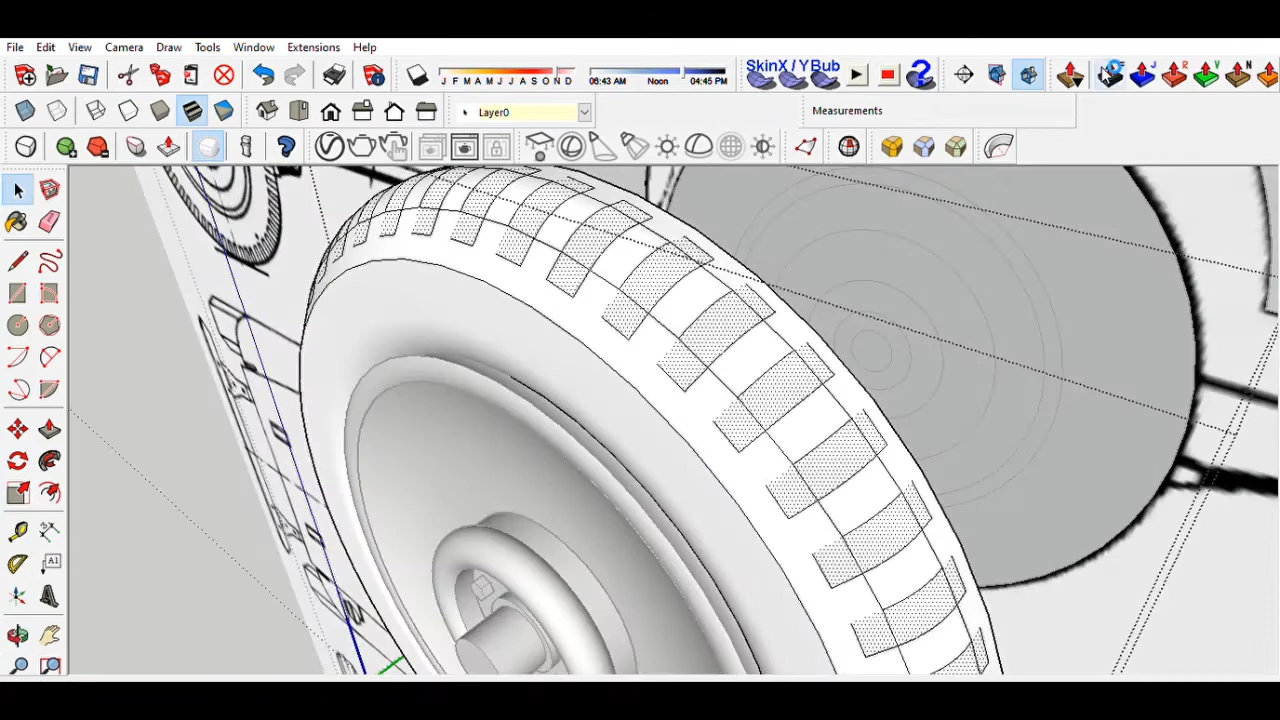 File Edit View Camera Draw Tools Window Extensions Help
J F M A M J J A S O N D
06:43 AM Noon 04:45 PM
SkinX / YBub
J R V N
Layer0
Measurements
A1